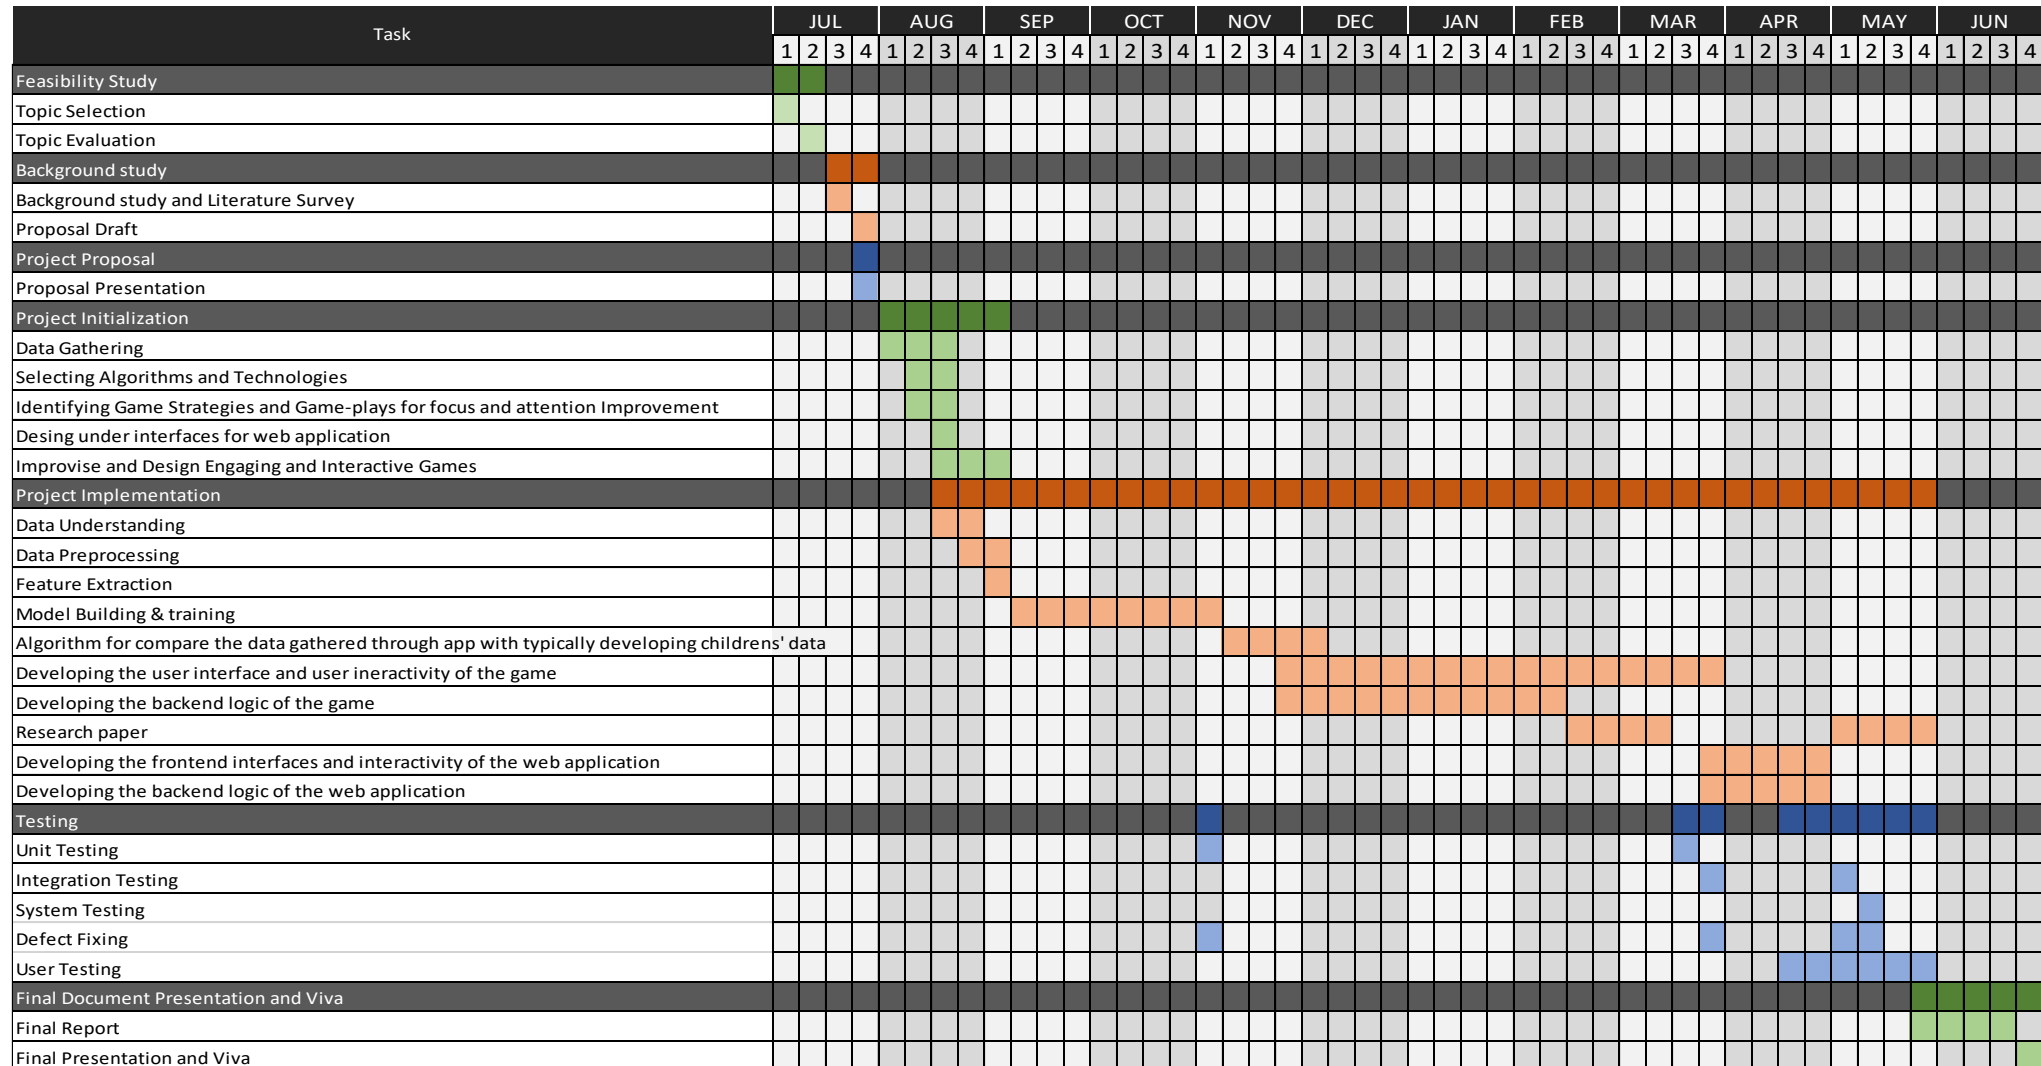 Task JUL AUG SEP OCT NOV DEC JAN FEB MAR APR MAY JUN
1 2 3 4 1 2 3 4 1 2 3 4 1 2 3 4 1 2 3 4 1 2 3 4 1 2 3 4 1 2 3 4 1 2 3 4 1 2 3 4 1 2 3 4 1 2 3 4
Feasibility Study
Topic Selection
Topic Evaluation
Background study
Background study and Literature Survey
Proposal Draft
Project Proposal
Proposal Presentation
Project Initialization
Data Gathering
Selecting Algorithms and Technologies
Identifying Game Strategies and Game-plays for focus and attention Improvement
Desing under interfaces for web application
Improvise and Design Engaging and Interactive Games
Project Implementation
Data Understanding
Data Preprocessing
Feature Extraction
Model Building & training
Algorithm for compare the data gathered through app with typically developing childrens' data
Developing the user interface and user ineractivity of the game
Developing the backend logic of the game
Research paper
Developing the frontend interfaces and interactivity of the web application
Developing the backend logic of the web application
Testing
Unit Testing
Integration Testing
System Testing
Defect Fixing
User Testing
Final Document Presentation and Viva
Final Report
Final Presentation and Viva